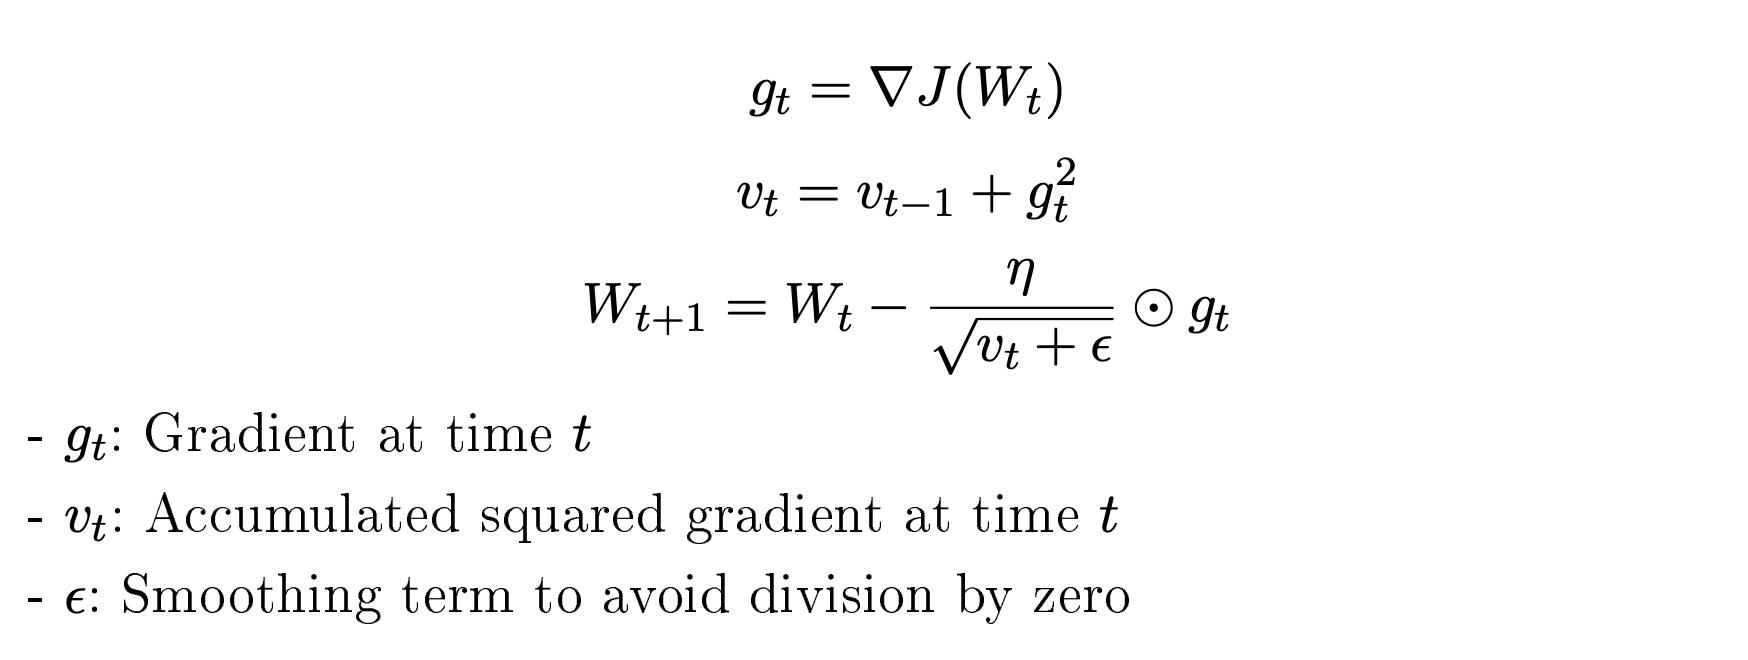 $g_t = \nabla J(W_t)$
$v_t = v_{t-1} + g_t^2$
$W_{t+1} = W_t - \frac{\eta}{\sqrt{v_t + \epsilon}} \odot g_t$
- $g_t$: Gradient at time $t$
- $v_t$: Accumulated squared gradient at time $t$
- $\epsilon$: Smoothing term to avoid division by zero